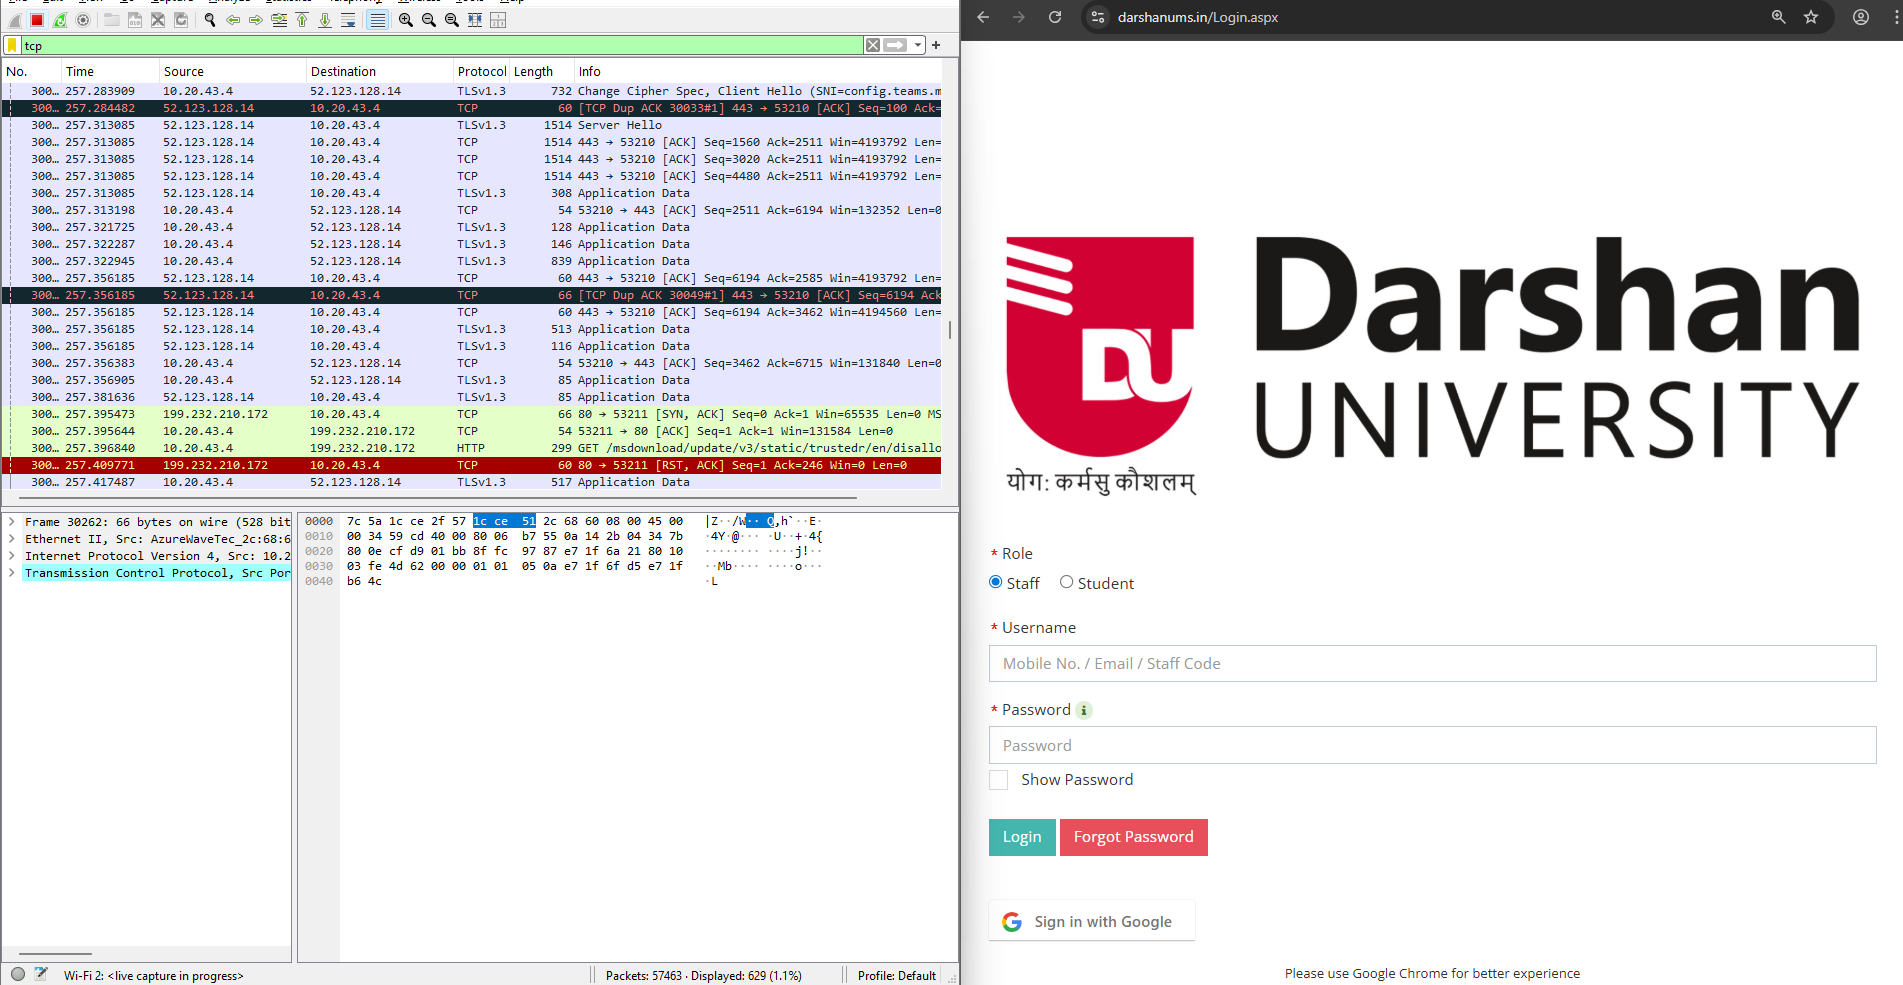 tcp
No. Time Source Destination Protocol Length Info
300… 257.283909 10.20.43.4 52.123.128.14 TLSv1.3 732 Change Cipher Spec, Client Hello (SNI=config.teams.m
300… 257.284482 52.123.128.14 10.20.43.4 TCP 60 [TCP Dup ACK 30033#1] 443 → 53210 [ACK] Seq=100 Ack=
300… 257.313085 52.123.128.14 10.20.43.4 TLSv1.3 1514 Server Hello
300… 257.313085 52.123.128.14 10.20.43.4 TCP 1514 443 → 53210 [ACK] Seq=1560 Ack=2511 Win=4193792 Len=
300… 257.313085 52.123.128.14 10.20.43.4 TCP 1514 443 → 53210 [ACK] Seq=3020 Ack=2511 Win=4193792 Len=
300… 257.313085 52.123.128.14 10.20.43.4 TCP 1514 443 → 53210 [ACK] Seq=4480 Ack=2511 Win=4193792 Len=
300… 257.313085 52.123.128.14 10.20.43.4 TLSv1.3 308 Application Data
300… 257.313198 10.20.43.4 52.123.128.14 TCP 54 53210 → 443 [ACK] Seq=2511 Ack=6194 Win=132352 Len=0
300… 257.321725 10.20.43.4 52.123.128.14 TLSv1.3 128 Application Data
300… 257.322287 10.20.43.4 52.123.128.14 TLSv1.3 146 Application Data
300… 257.322945 10.20.43.4 52.123.128.14 TLSv1.3 839 Application Data
300… 257.356185 52.123.128.14 10.20.43.4 TCP 60 443 → 53210 [ACK] Seq=6194 Ack=2585 Win=4193792 Len=
300… 257.356185 52.123.128.14 10.20.43.4 TCP 66 [TCP Dup ACK 30049#1] 443 → 53210 [ACK] Seq=6194 Ack
300… 257.356185 52.123.128.14 10.20.43.4 TCP 60 443 → 53210 [ACK] Seq=6194 Ack=3462 Win=4194560 Len=
300… 257.356185 52.123.128.14 10.20.43.4 TLSv1.3 513 Application Data
300… 257.356185 52.123.128.14 10.20.43.4 TLSv1.3 116 Application Data
300… 257.356383 10.20.43.4 52.123.128.14 TCP 54 53210 → 443 [ACK] Seq=3462 Ack=6715 Win=131840 Len=0
300… 257.356905 10.20.43.4 52.123.128.14 TLSv1.3 85 Application Data
300… 257.381636 52.123.128.14 10.20.43.4 TLSv1.3 85 Application Data
300… 257.395473 199.232.210.172 10.20.43.4 TCP 66 80 → 53211 [SYN, ACK] Seq=0 Ack=1 Win=65535 Len=0 MS
300… 257.395644 10.20.43.4 199.232.210.172 TCP 54 53211 → 80 [ACK] Seq=1 Ack=1 Win=131584 Len=0
300… 257.396840 10.20.43.4 199.232.210.172 HTTP 299 GET /msdownload/update/v3/static/trustedr/en/disallo
300… 257.409771 199.232.210.172 10.20.43.4 TCP 60 80 → 53211 [RST, ACK] Seq=1 Ack=246 Win=0 Len=0
300… 257.417487 10.20.43.4 52.123.128.14 TLSv1.3 517 Application Data
Frame 30262: 66 bytes on wire (528 bit
Ethernet II, Src: AzureWaveTec_2c:68:6
Internet Protocol Version 4, Src: 10.2
Transmission Control Protocol, Src Por
0000 7c 5a 1c ce 2f 57 1c ce 51 2c 68 60 08 00 45 00 |Z··/W·· Q,h`··E·
0010 00 34 59 cd 40 00 80 06 b7 55 0a 14 2b 04 34 7b ·4Y·@··· ·U··+·4{
0020 80 0e cf d9 01 bb 8f fc 97 87 e7 1f 6a 21 80 10 ········ ····j!··
0030 03 fe 4d 62 00 00 01 01 05 0a e7 1f 6f d5 e7 1f ··Mb···· ····o···
0040 b6 4c ·L
Wi-Fi 2: <live capture in progress> Packets: 57463 · Displayed: 629 (1.1%) Profile: Default
darshanums.in/Login.aspx
DU
Darshan
UNIVERSITY
योग: कर्मसु कौशलम्
* Role
Staff Student
* Username
Mobile No. / Email / Staff Code
* Password i
Password
Show Password
Login Forgot Password
G Sign in with Google
Please use Google Chrome for better experience